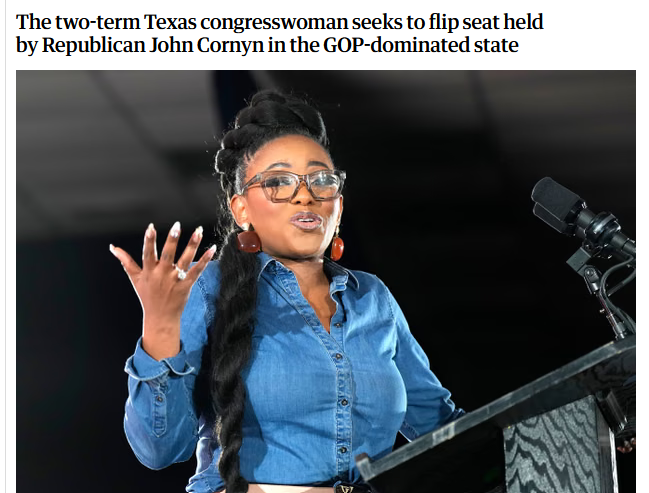 The two-term Texas congresswoman seeks to flip seat held
by Republican John Cornyn in the GOP-dominated state